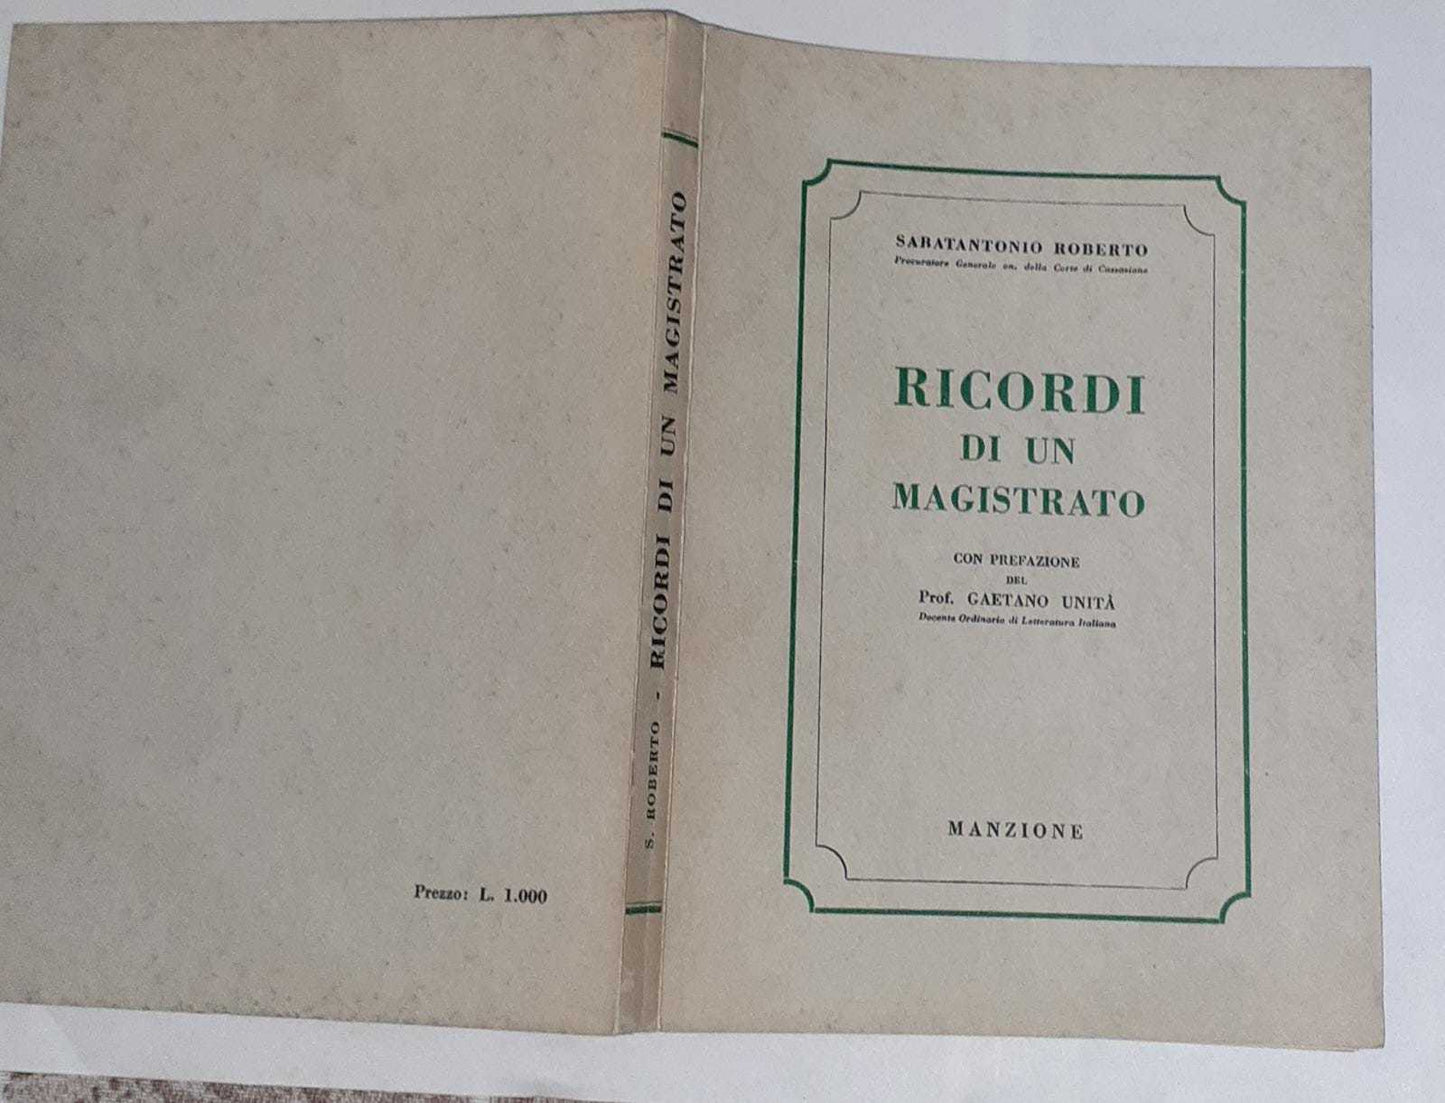 Prezzo: L. 1.000
S. ROBERTO - RICORDI DI UN MAGISTRATO
SABATANTONIO ROBERTO
Procuratore Generale on. della Corte di Cassazione
RICORDI
DI UN
MAGISTRATO
CON PREFAZIONE
DEL
Prof. GAETANO UNITÀ
Docente Ordinario di Letteratura Italiana
MANZIONE